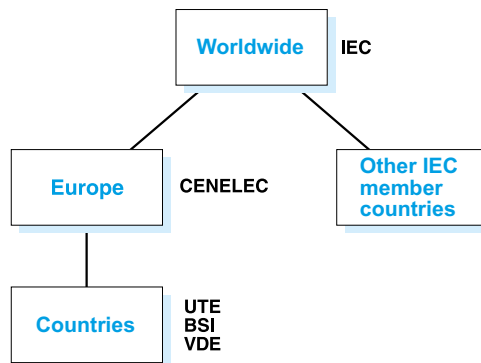 Worldwide
IEC
Europe
CENELEC
Other IEC
member
countries
Countries
UTE
BSI
VDE